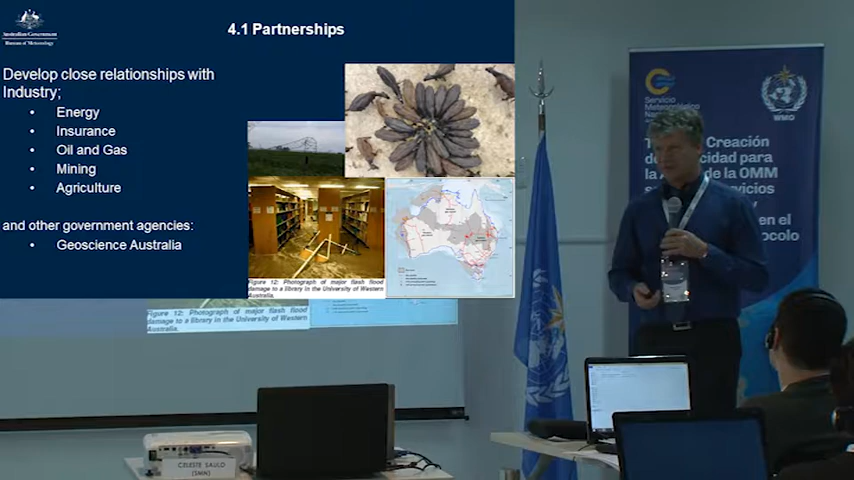 Australian Government
Bureau of Meteorology
4.1 Partnerships
Develop close relationships with
Industry;
• Energy
• Insurance
• Oil and Gas
• Mining
• Agriculture
and other government agencies:
• Geoscience Australia
Figure 12: Photograph of major flash flood
damage to a library in the University of Western
Australia.
Figure 12: Photograph of major flash flood
damage to a library in the University of Western
Australia.
Servicio
Meteorológico
WMO
Creación
para
de la OMM
en el
CELESTE SAULO
(SMN)